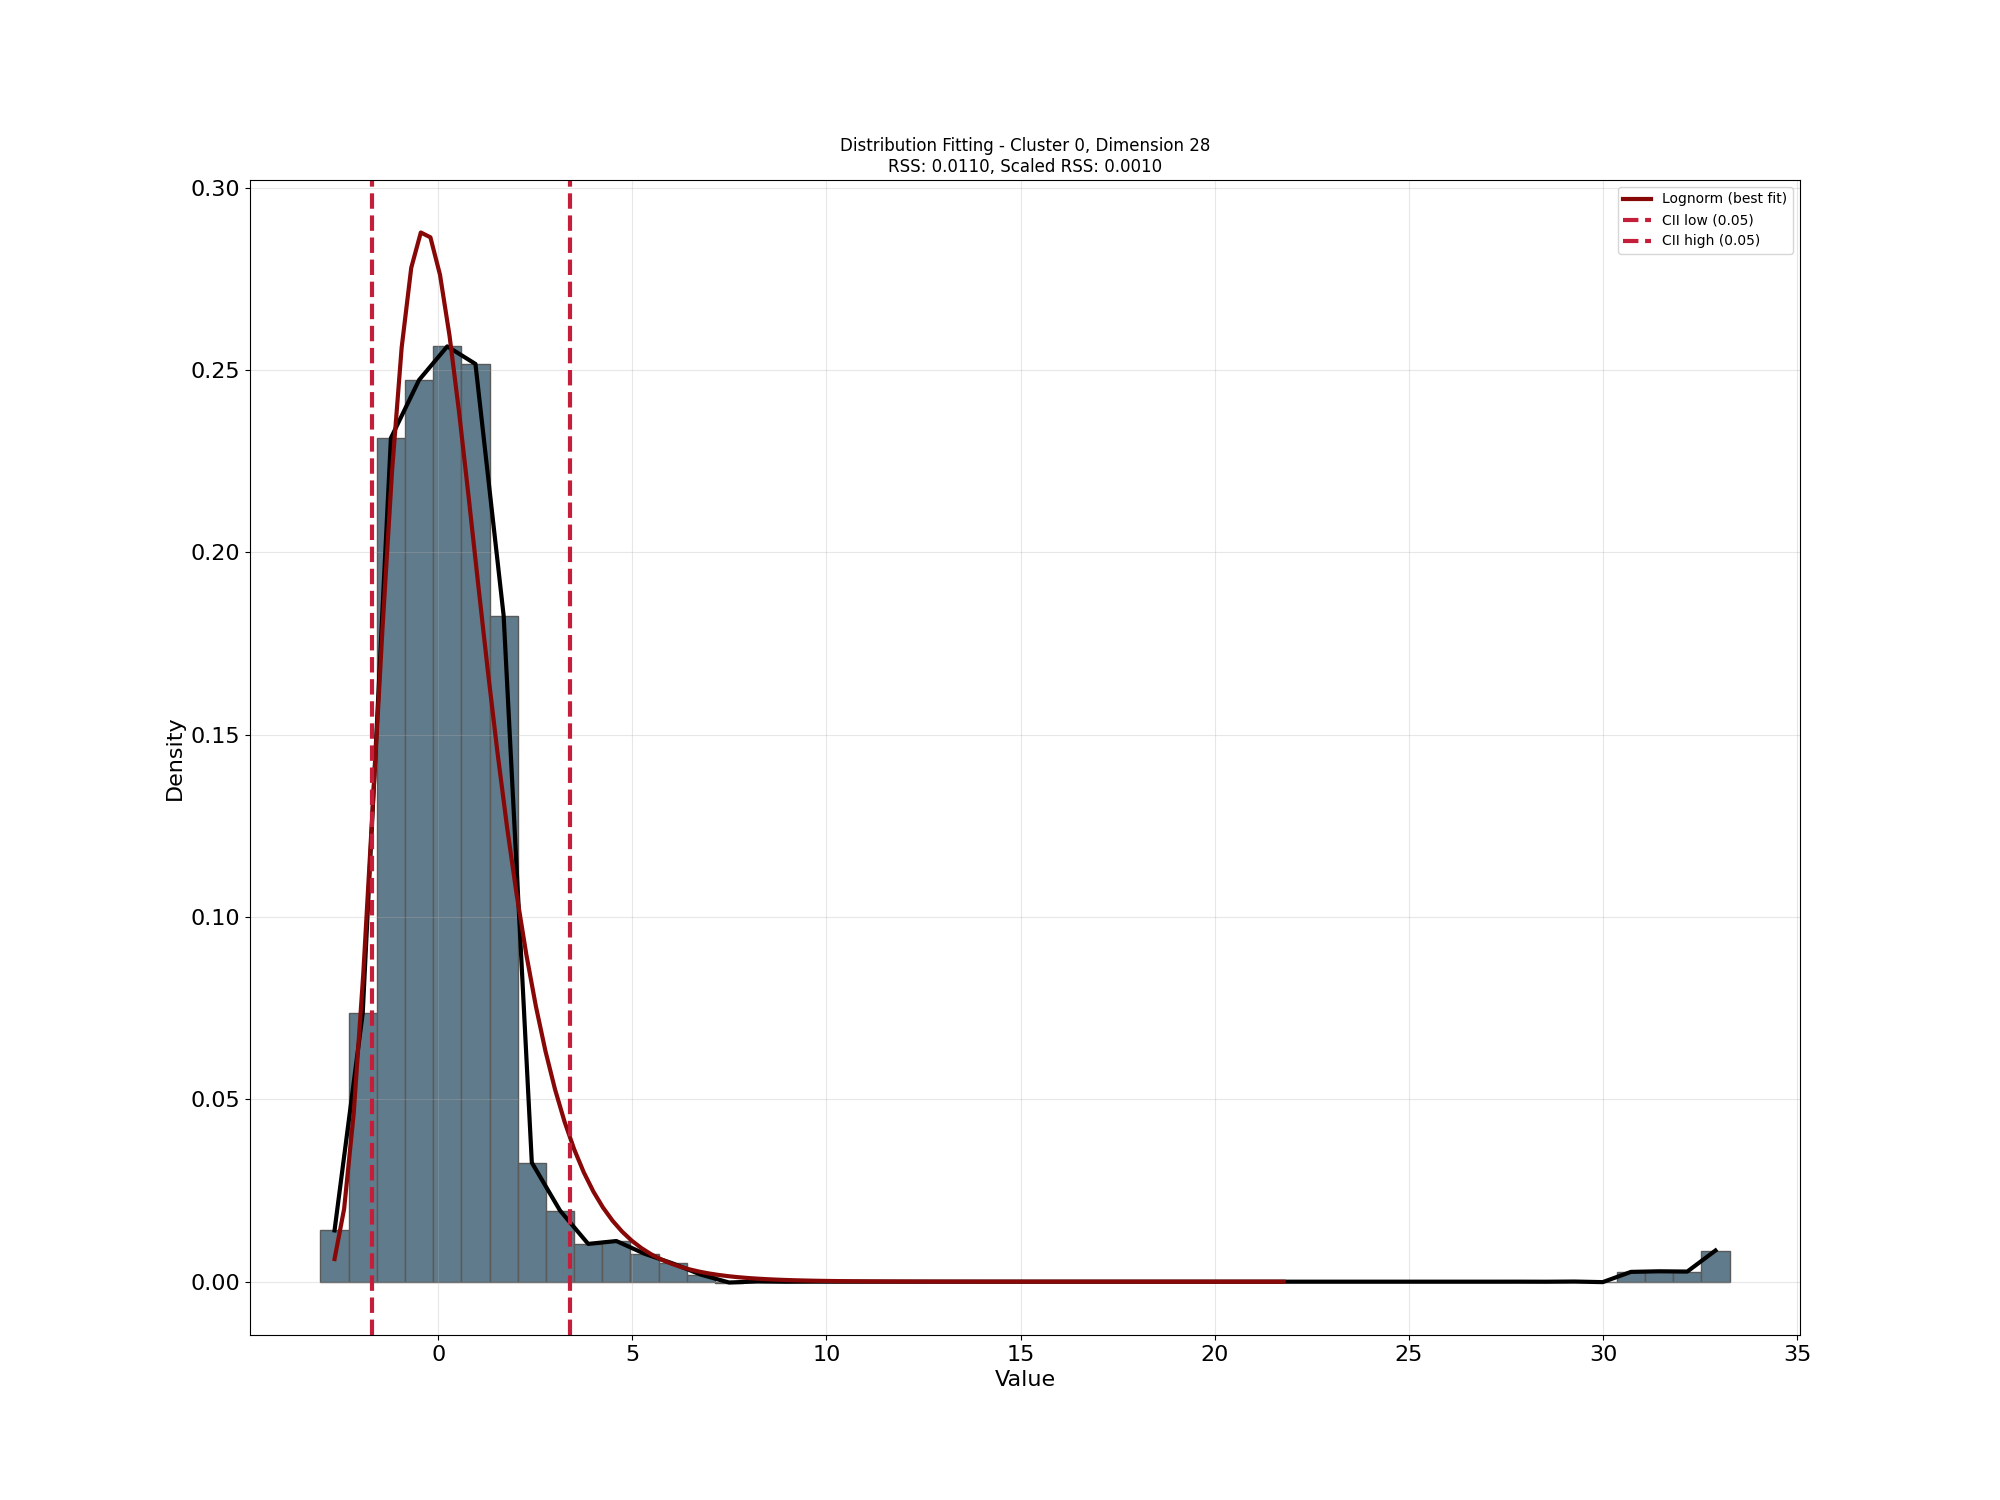 Distribution Fitting - Cluster 0, Dimension 28
RSS: 0.0110, Scaled RSS: 0.0010
Lognorm (best fit)
CII low (0.05)
CII high (0.05)
0.30
0.25
0.20
0.15
0.10
0.05
0.00
Density
0 5 10 15 20 25 30 35
Value